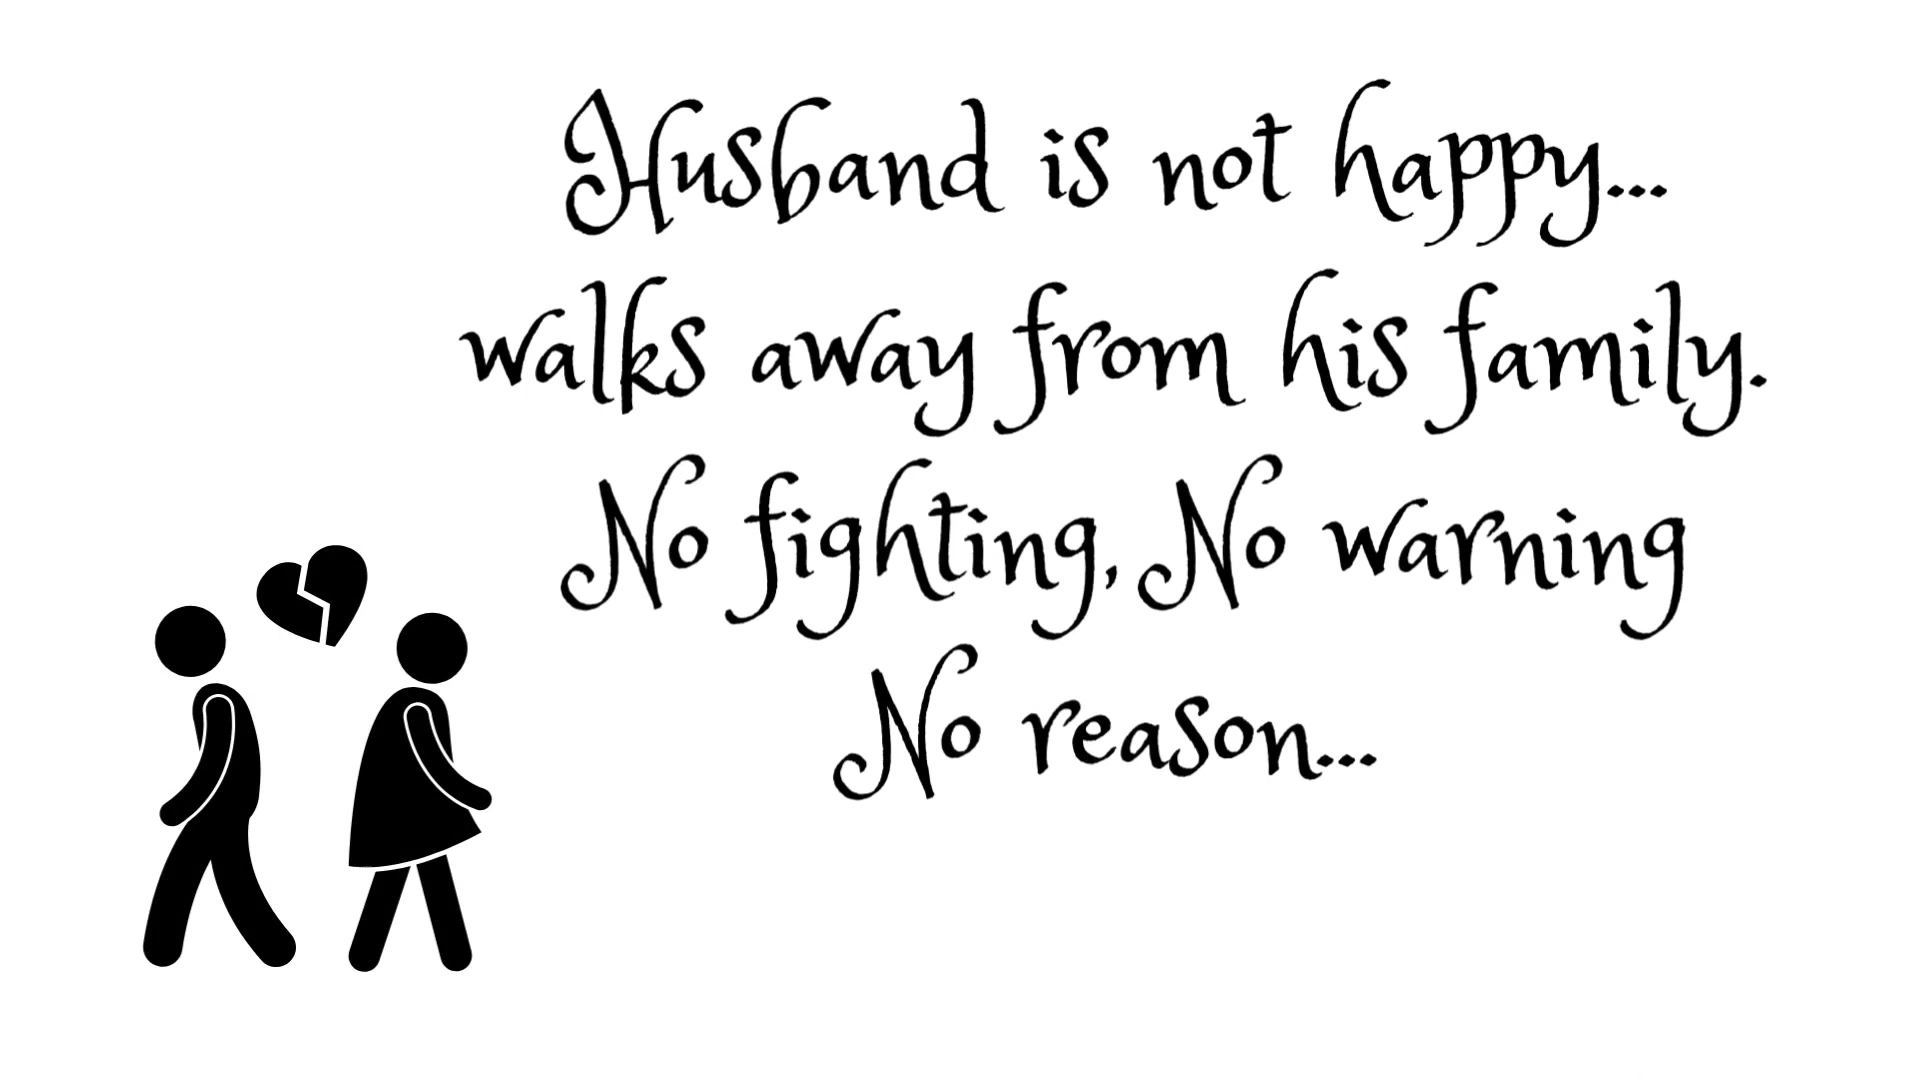 Husband is not happy...
walks away from his family.
No fighting, No warning
No reason...